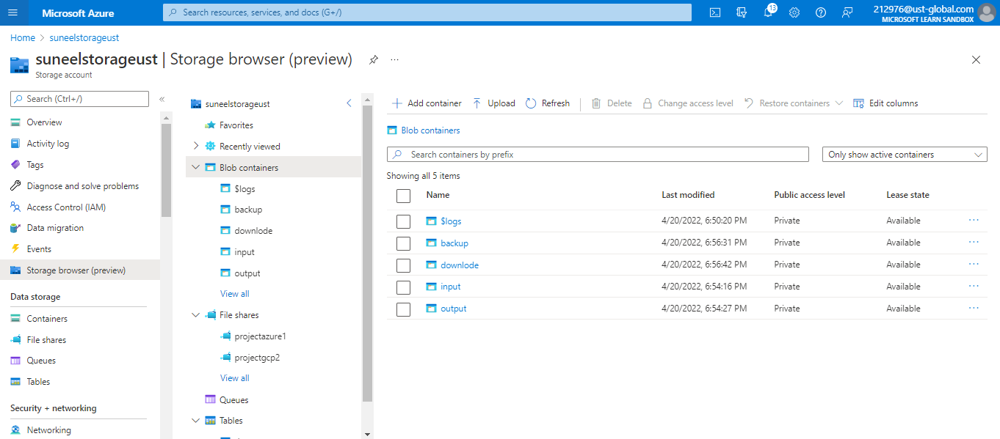 Microsoft Azure
Search resources, services, and docs (G+/)
13
212976@ust-global.com
MICROSOFT LEARN SANDBOX
Home > suneelstorageust
suneelstorageust | Storage browser (preview) ...
Storage account
Search (Ctrl+/) «
Overview
Activity log
Tags
Diagnose and solve problems
Access Control (IAM)
Data migration
Events
Storage browser (preview)
Data storage
Containers
File shares
Queues
Tables
Security + networking
Networking
suneelstorageust
Favorites
Recently viewed
Blob containers
$logs
backup
downlode
input
output
View all
File shares
projectazure1
projectgcp2
View all
Queues
Tables
Add container Upload Refresh | Delete Change access level Restore containers Edit columns
Blob containers
Search containers by prefix Only show active containers
Showing all 5 items
Name Last modified Public access level Lease state
$logs 4/20/2022, 6:50:20 PM Private Available ...
backup 4/20/2022, 6:56:31 PM Private Available ...
downlode 4/20/2022, 6:56:42 PM Private Available ...
input 4/20/2022, 6:54:16 PM Private Available ...
output 4/20/2022, 6:54:27 PM Private Available ...